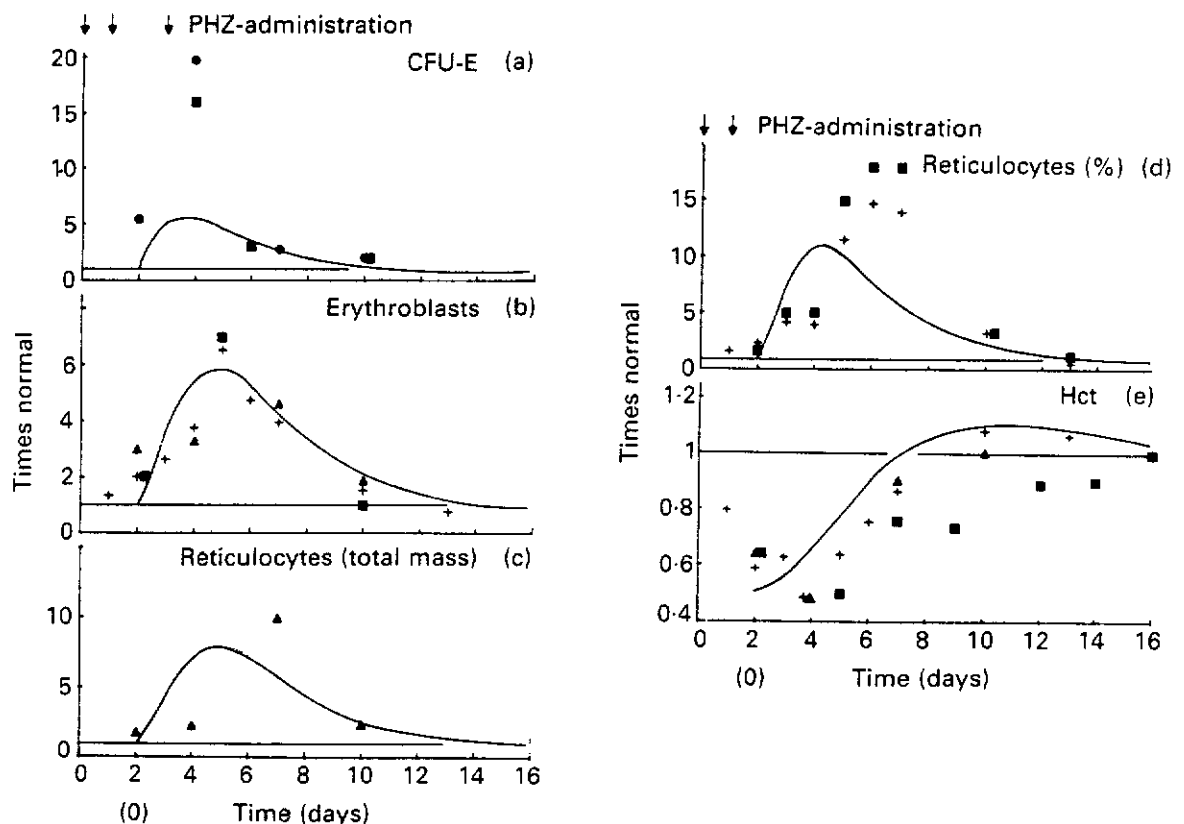 PHZ-administration
CFU-E (a)
20
15
10
5
0
Erythroblasts (b)
6
4
2
0
Times normal
Reticulocytes (total mass) (c)
10
5
0
0 2 4 6 8 10 12 14 16
(0) Time (days)
PHZ-administration
Reticulocytes (%) (d)
15
10
5
0
Times normal
Hct (e)
1·2
1
0·8
0·6
0·4
0 2 4 6 8 10 12 14 16
(0) Time (days)